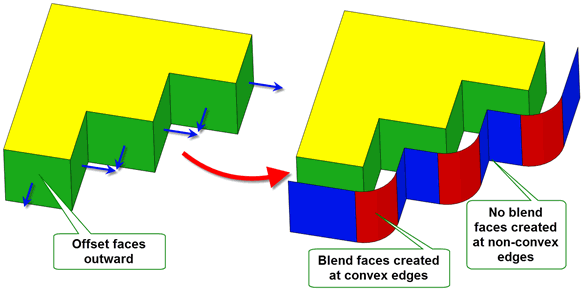 Offset faces
outward
Blend faces created
at convex edges
No blend
faces created
at non-convex
edges